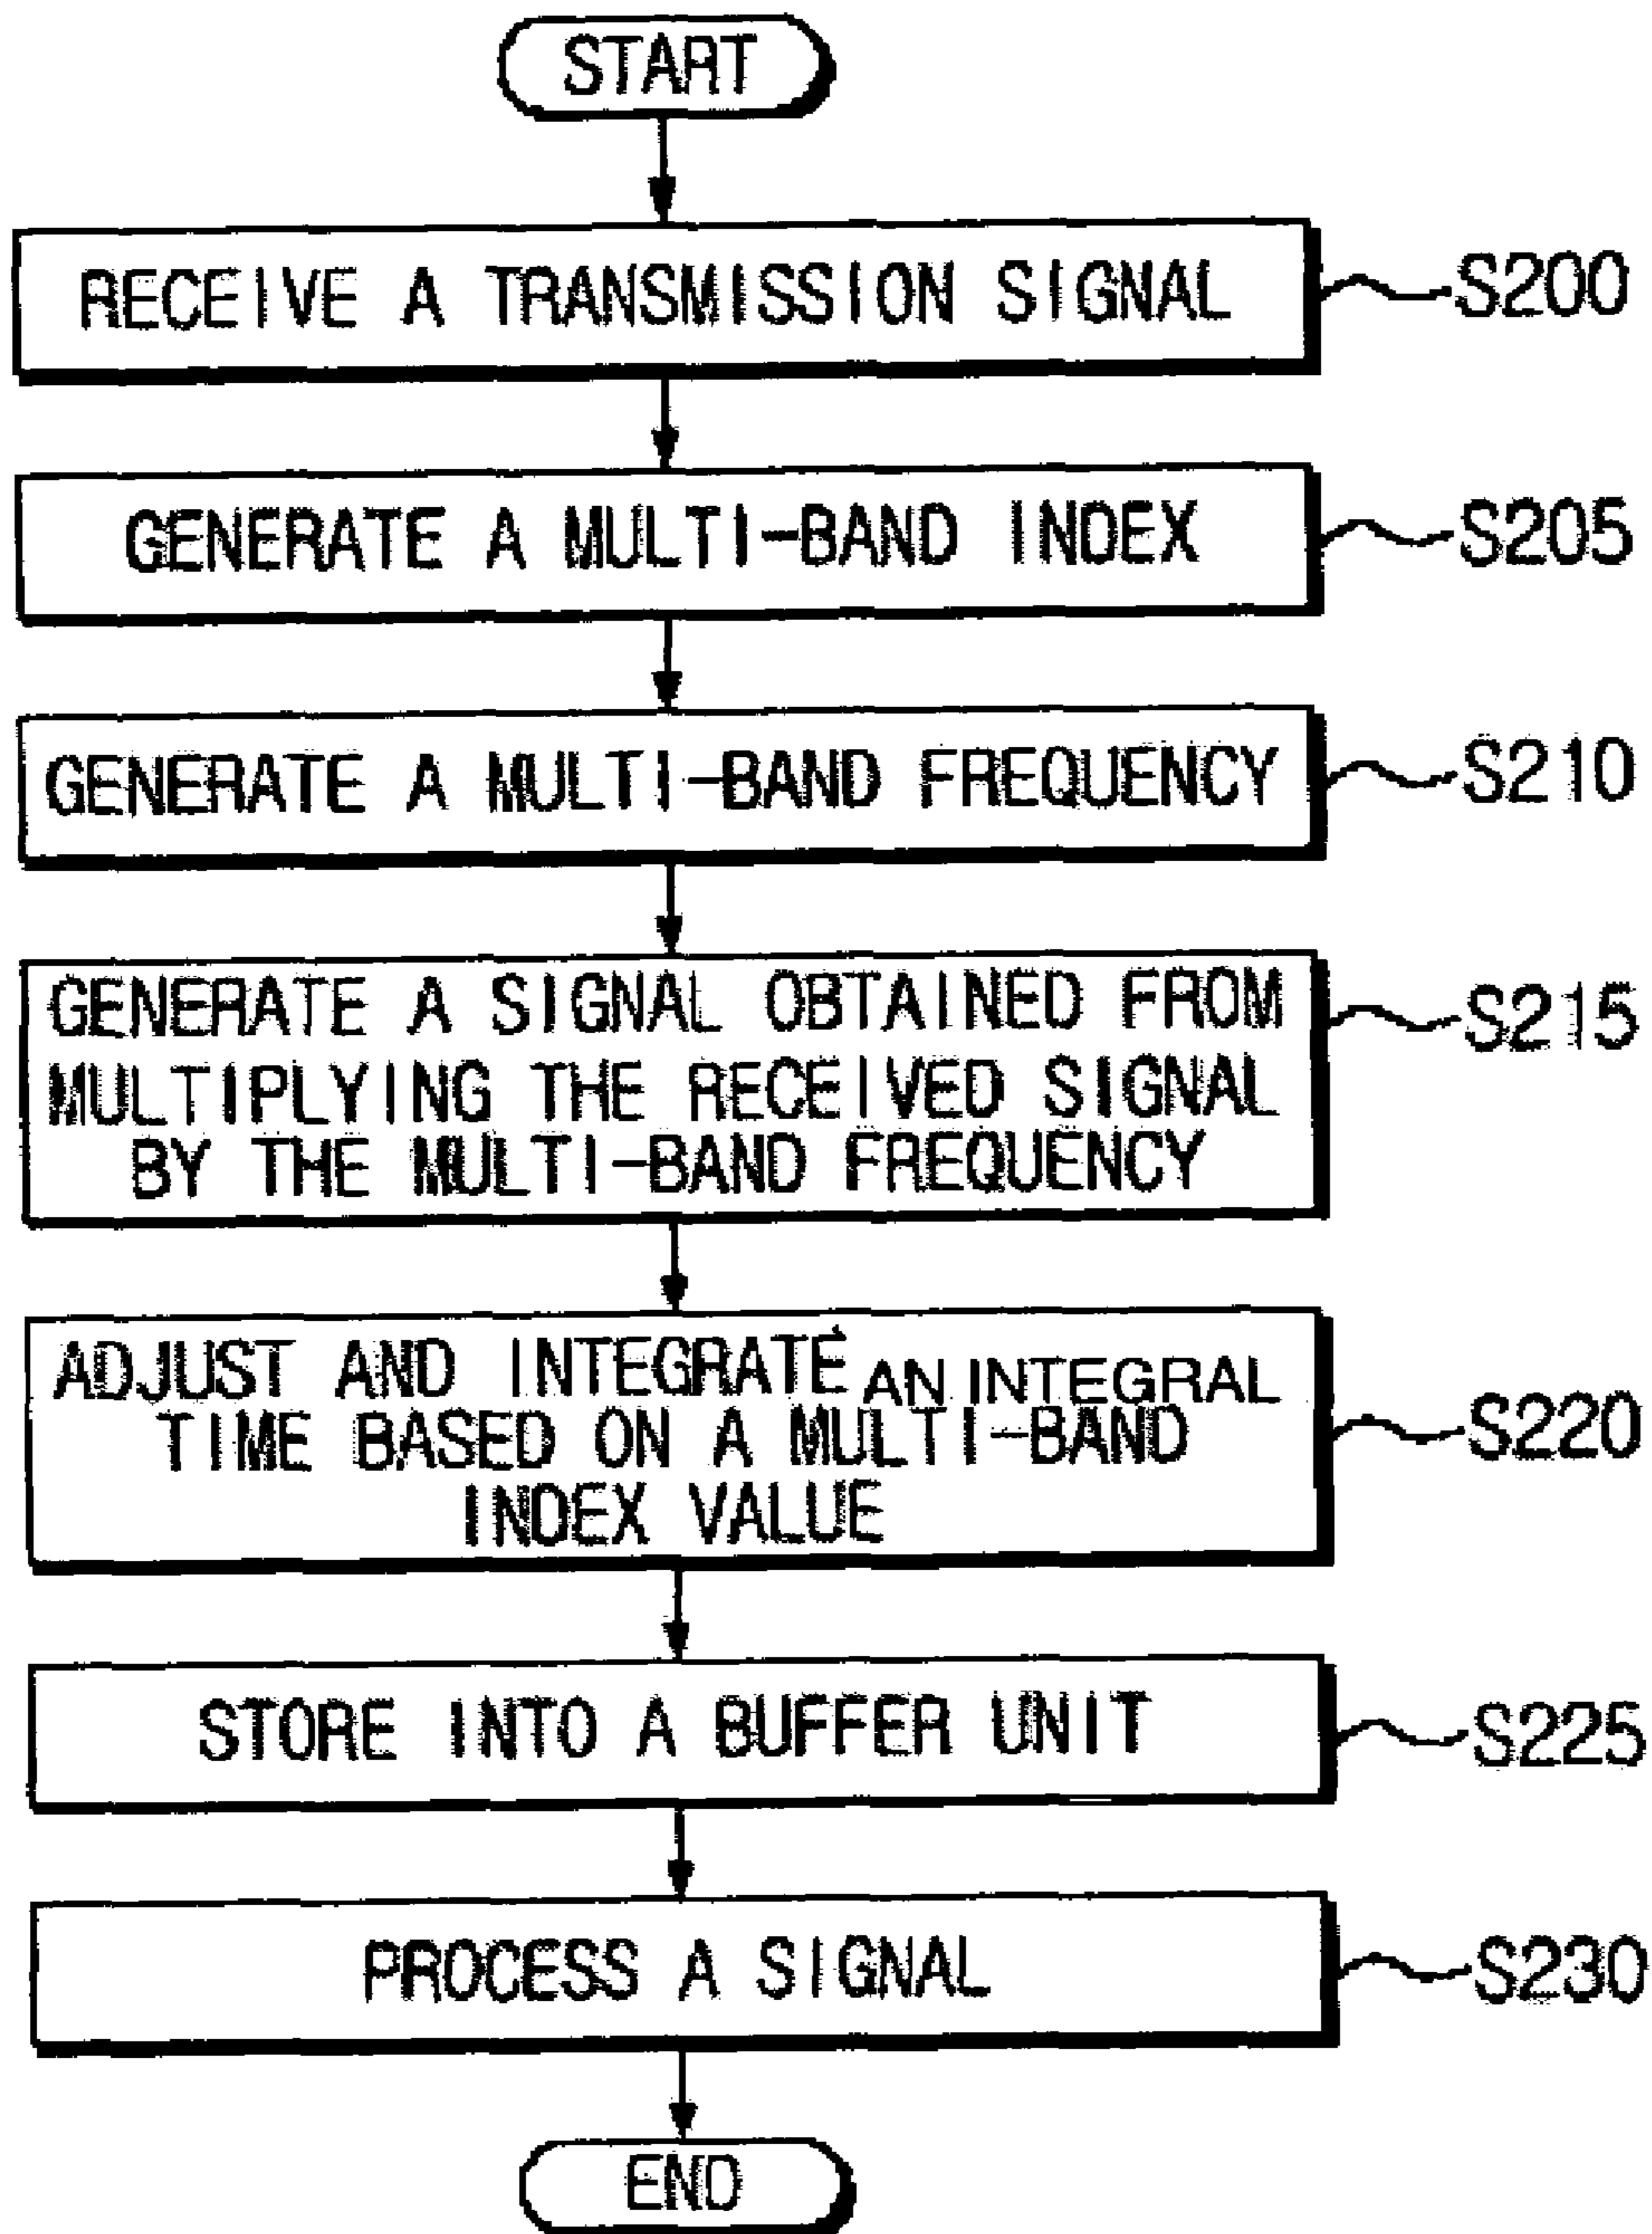 START
RECEIVE A TRANSMISSION SIGNAL
S200
GENERATE A MULTI-BAND INDEX
S205
GENERATE A MULTI-BAND FREQUENCY
S210
GENERATE A SIGNAL OBTAINED FROM
MULTIPLYING THE RECEIVED SIGNAL
BY THE MULTI-BAND FREQUENCY
S215
ADJUST AND INTEGRATE AN INTEGRAL
TIME BASED ON A MULTI-BAND
INDEX VALUE
S220
STORE INTO A BUFFER UNIT
S225
PROCESS A SIGNAL
S230
END